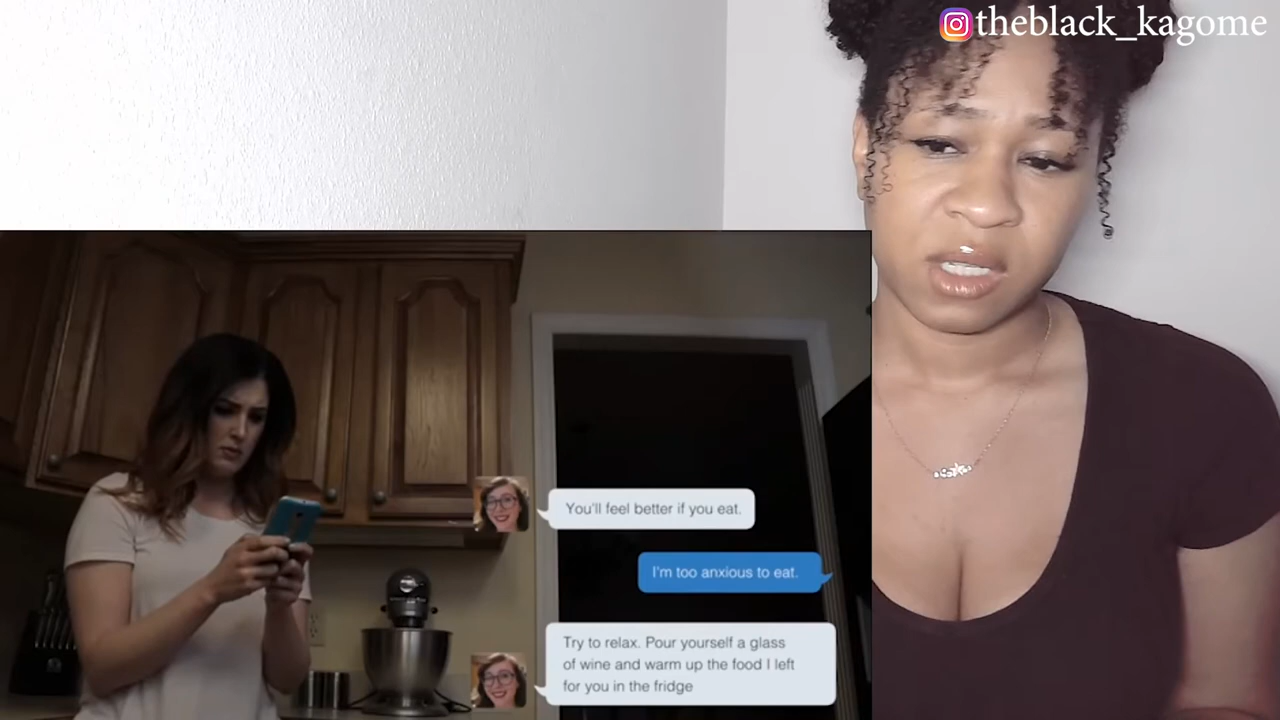 theblack_kagome
You'll feel better if you eat.
I'm too anxious to eat.
Try to relax. Pour yourself a glass
of wine and warm up the food I left
for you in the fridge